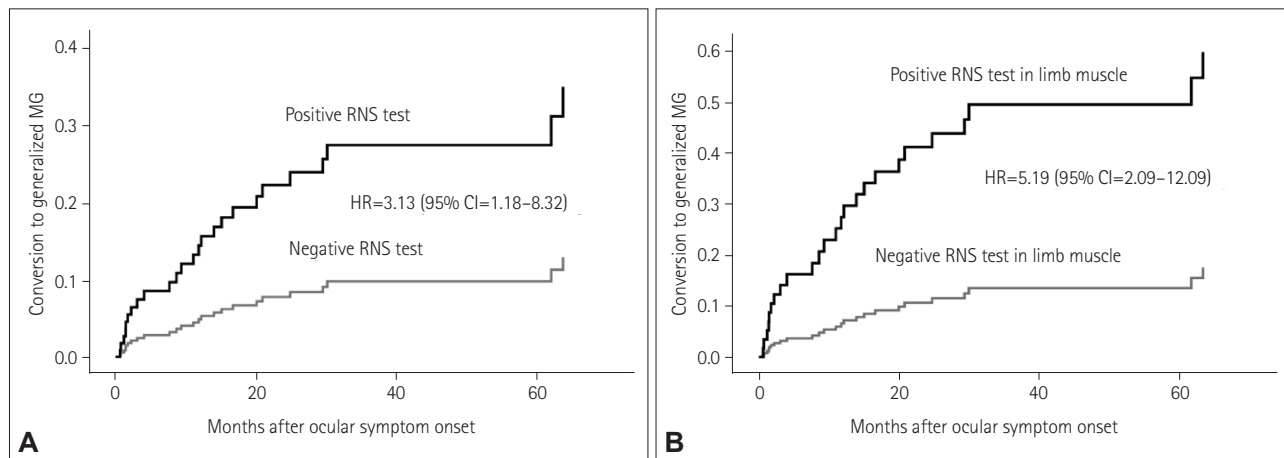 Conversion to generalized MG
0.4
0.3
0.2
0.1
0.0
Positive RNS test
HR=3.13 (95% CI=1.18–8.32)
Negative RNS test
0
20
40
60
Months after ocular symptom onset
A
Conversion to generalized MG
0.6
0.5
0.4
0.3
0.2
0.1
0.0
Positive RNS test in limb muscle
HR=5.19 (95% CI=2.09–12.09)
Negative RNS test in limb muscle
0
20
40
60
Months after ocular symptom onset
B